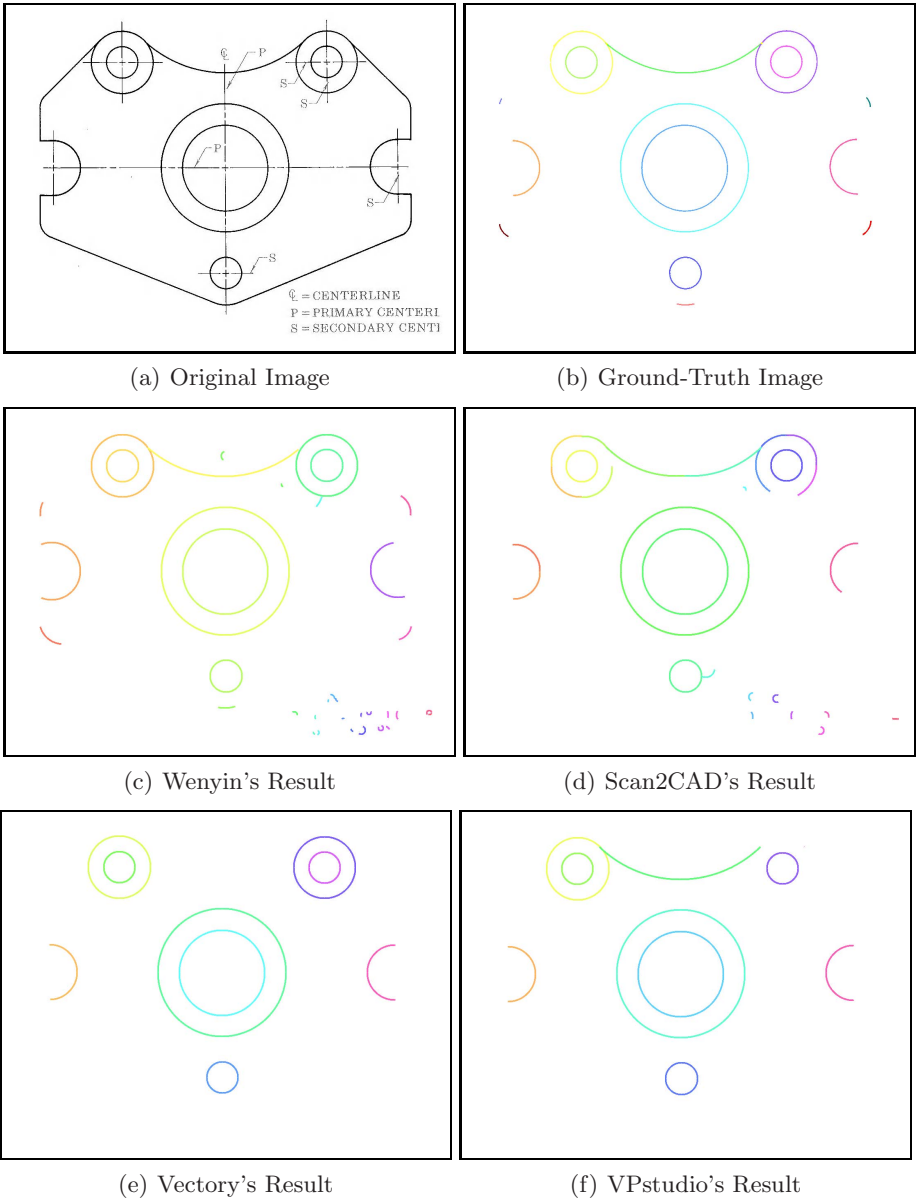 ℄
P
S
S
P
S
S
℄ = CENTERLINE
P = PRIMARY CENTERI
S = SECONDARY CENTI
(a) Original Image
(b) Ground-Truth Image
(c) Wenyin's Result
(d) Scan2CAD's Result
(e) Vectory's Result
(f) VPstudio's Result